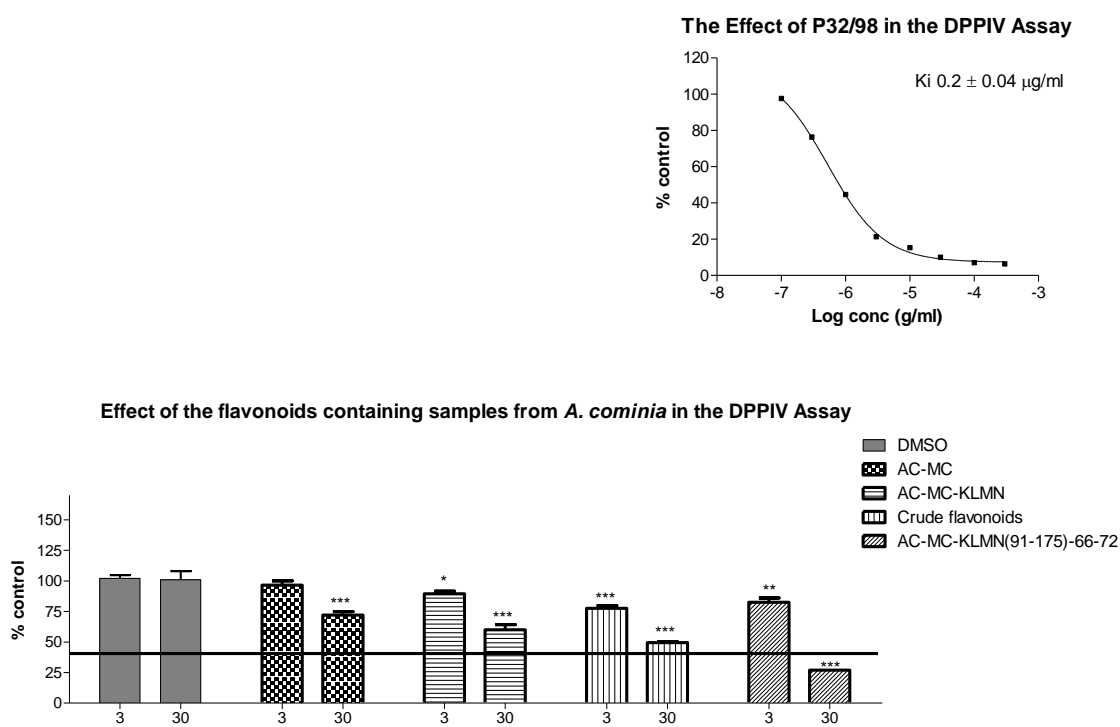 The Effect of P32/98 in the DPPIV Assay
120
100
80
60
40
20
0
% control
Ki 0.2 ± 0.04 µg/ml
-8 -7 -6 -5 -4 -3
Log conc (g/ml)
Effect of the flavonoids containing samples from A. cominia in the DPPIV Assay
DMSO
AC-MC
AC-MC-KLMN
Crude flavonoids
AC-MC-KLMN(91-175)-66-72
150
125
100
75
50
25
0
% control
*** * *** *** *** ** ***
3 30 3 30 3 30 3 30 3 30